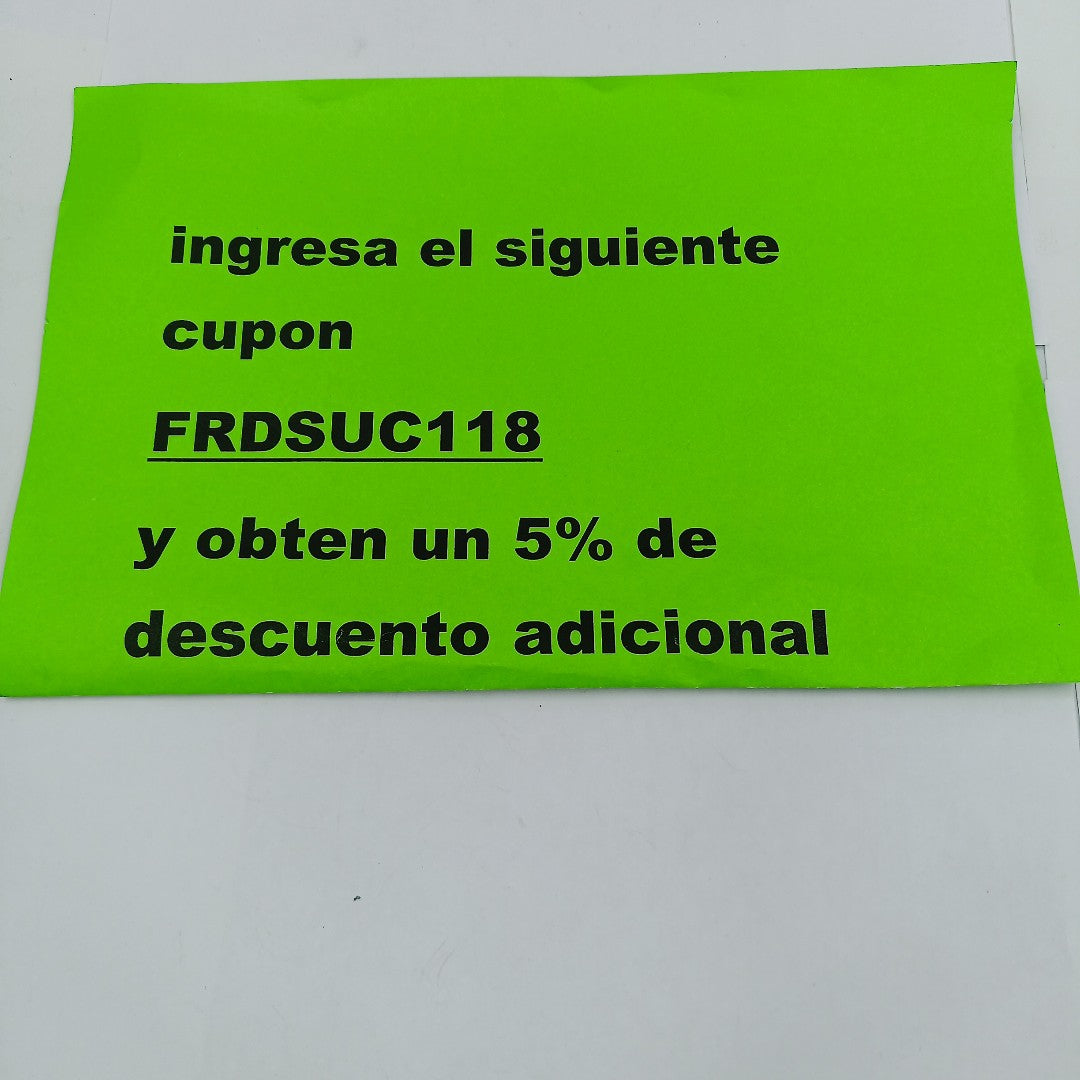 ingresa el siguiente
cupon
FRDSUC118
y obten un 5% de
descuento adicional